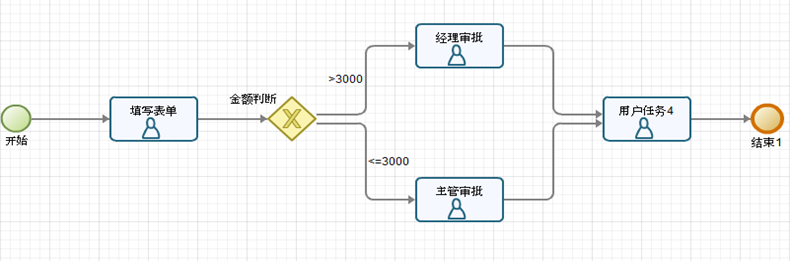 开始
填写表单
金额判断
>3000
经理审批
<=3000
主管审批
用户任务4
结束1